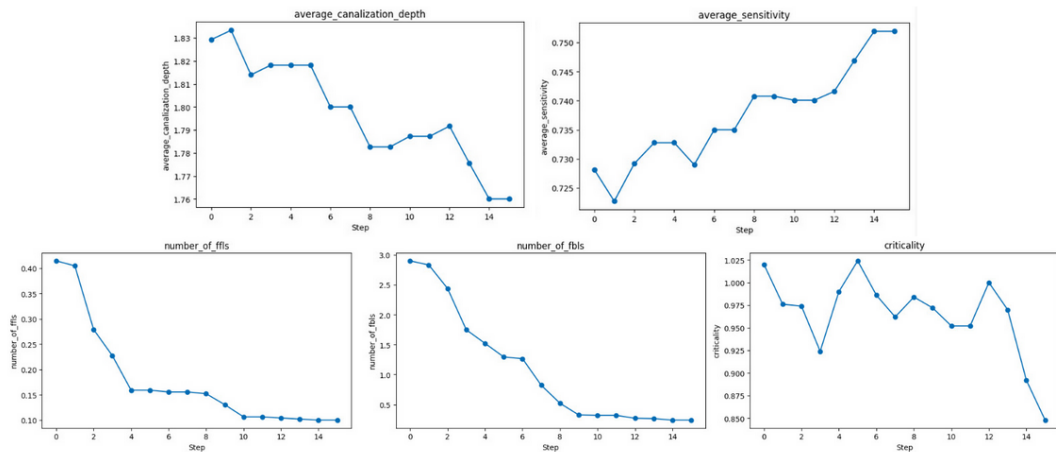 average_canalization_depth
average_canalization_depth
1.83
1.82
1.81
1.80
1.79
1.78
1.77
1.76
0 2 4 6 8 10 12 14
Step
average_sensitivity
average_sensitivity
0.750
0.745
0.740
0.735
0.730
0.725
0 2 4 6 8 10 12 14
Step
number_of_ffls
number_of_ffls
0.40
0.35
0.30
0.25
0.20
0.15
0.10
0 2 4 6 8 10 12 14
Step
number_of_fbls
number_of_fbls
3.0
2.5
2.0
1.5
1.0
0.5
0 2 4 6 8 10 12 14
Step
criticality
criticality
1.025
1.000
0.975
0.950
0.925
0.900
0.875
0.850
0 2 4 6 8 10 12 14
Step